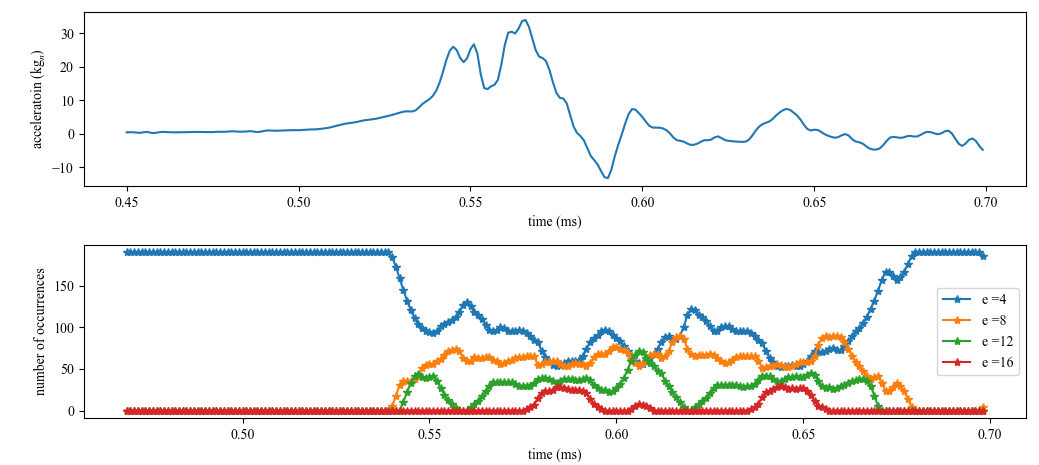 acceleratoin (kgₙ)
30
20
10
0
−10
0.45 0.50 0.55 0.60 0.65 0.70
time (ms)
number of occurrences
150
100
50
0
e =4
e =8
e =12
e =16
0.50 0.55 0.60 0.65 0.70
time (ms)